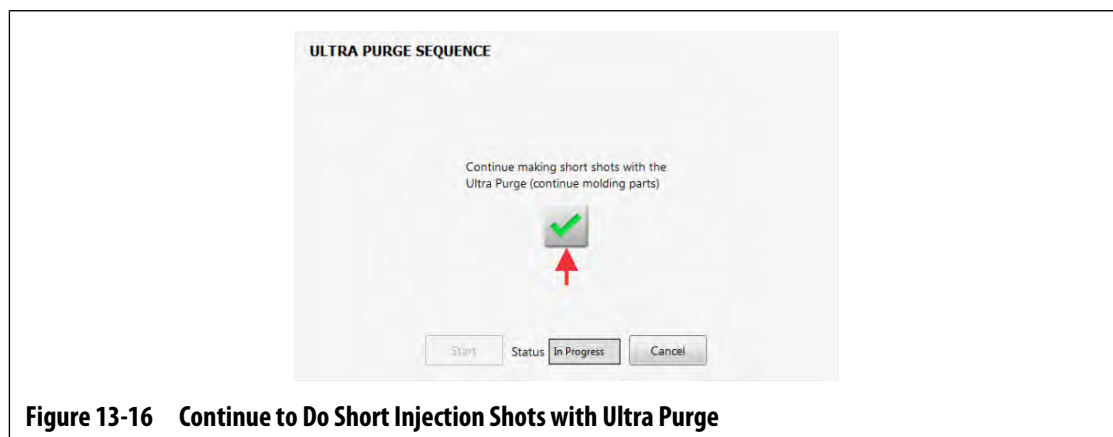 ULTRA PURGE SEQUENCE
Continue making short shots with the
Ultra Purge (continue molding parts)
Start Status In Progress Cancel
Figure 13-16 Continue to Do Short Injection Shots with Ultra Purge